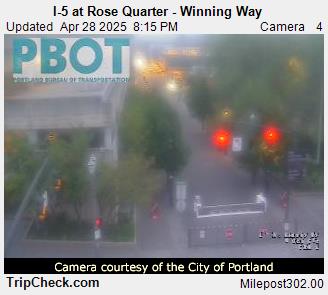 I-5 at Rose Quarter - Winning Way
Updated Apr 28 2025 8:15 PM Camera 4
PBOT
PORTLAND BUREAU OF TRANSPORTATION
Camera courtesy of the City of Portland
TripCheck.com Milepost302.00